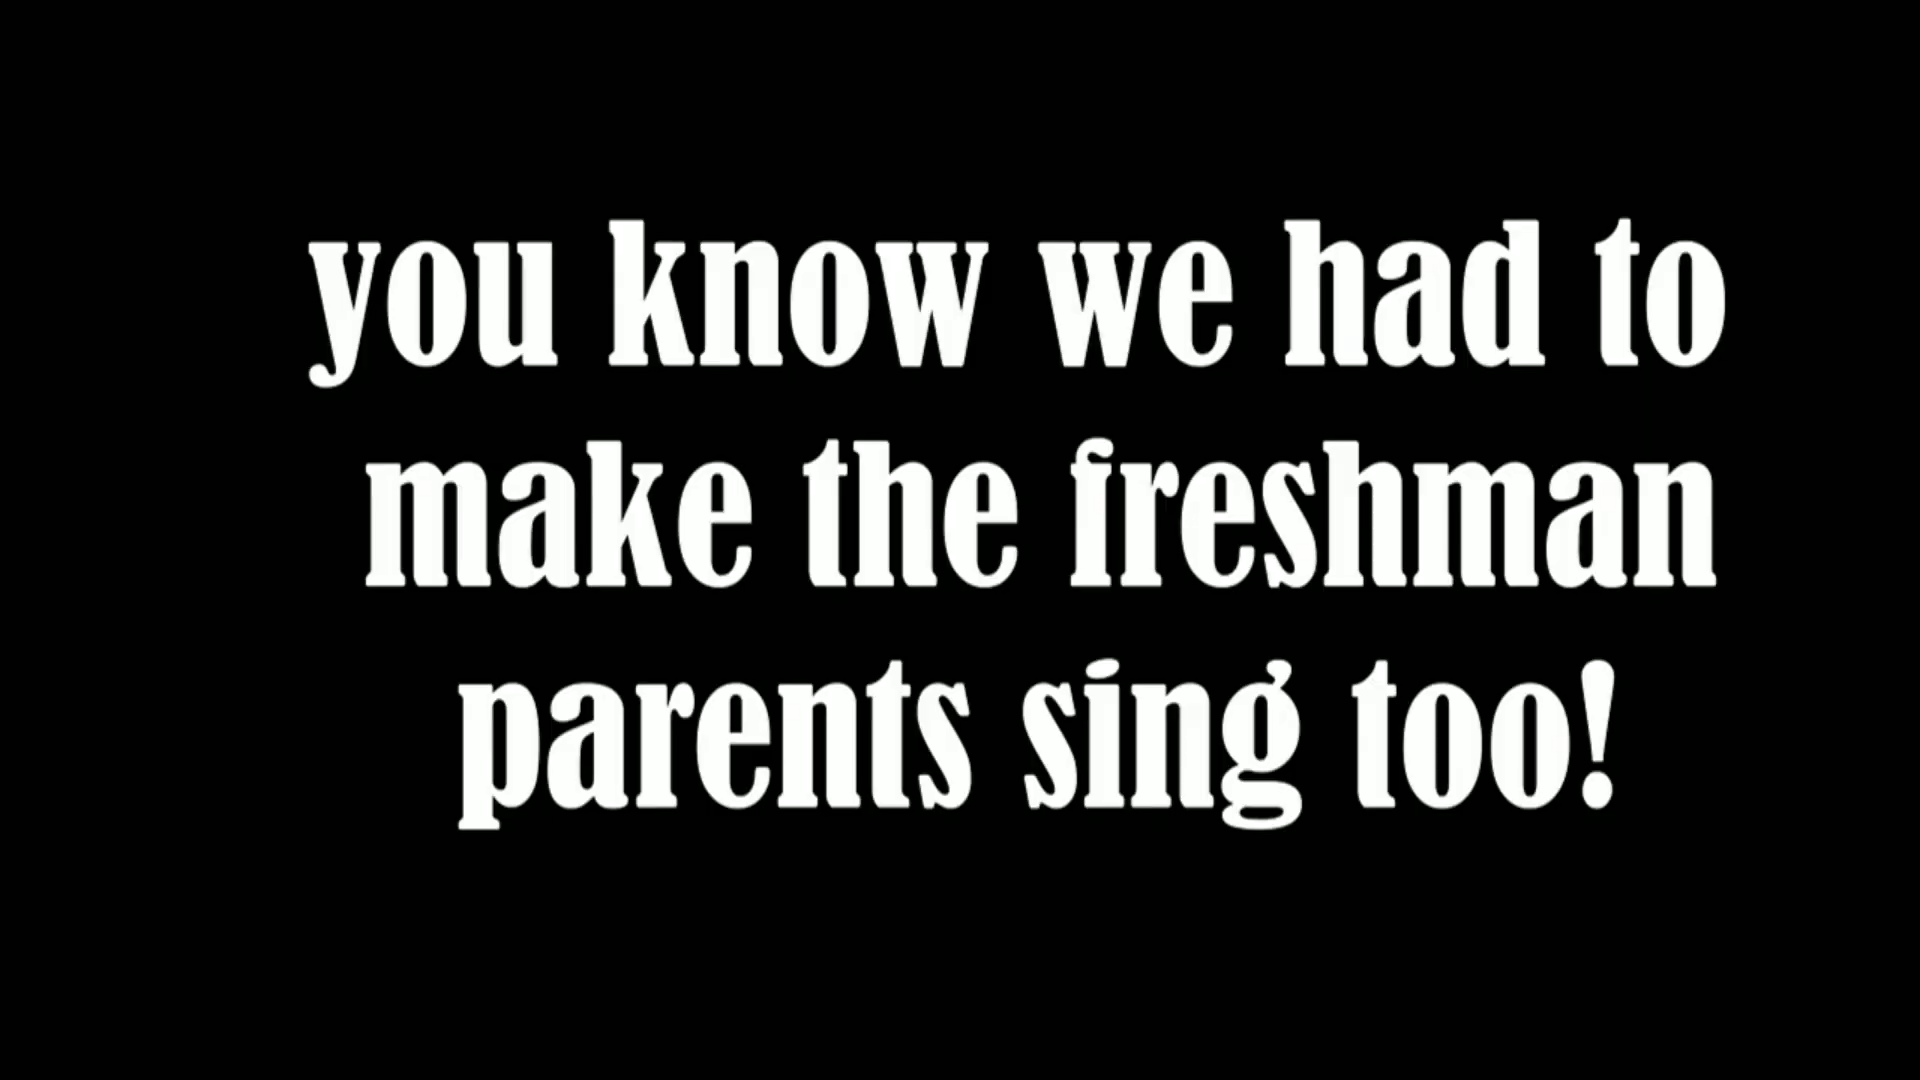 you know we had to
make the freshman
parents sing too!